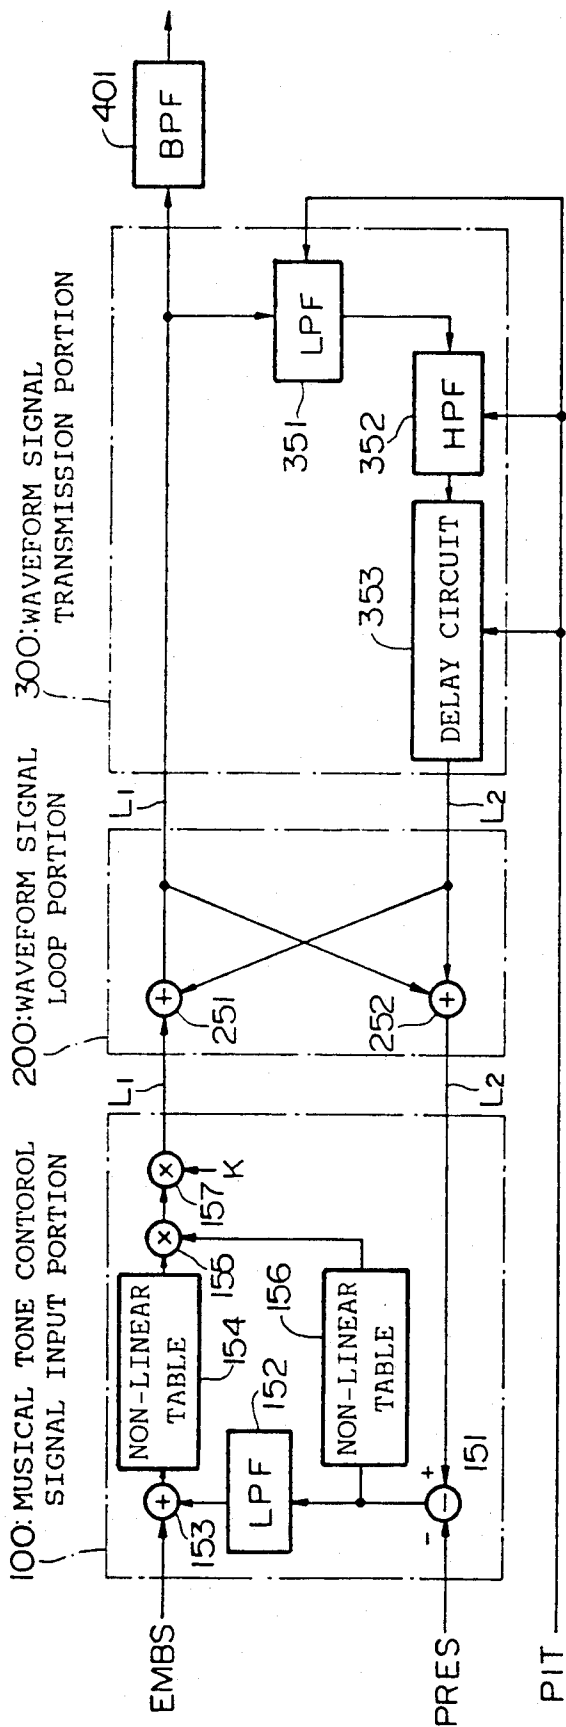 100:MUSICAL TONE CONTOROL
SIGNAL INPUT PORTION
200:WAVEFORM SIGNAL
LOOP PORTION
300:WAVEFORM SIGNAL
TRANSMISSION PORTION
EMBS
+
153
NON-LINEAR
TABLE
154
×
155
×
157
K
LPF
152
NON-LINEAR
TABLE
156
PRES
-
-
+
151
L1
L2
+
251
+
252
L1
L2
LPF
351
HPF
352
DELAY CIRCUIT
353
BPF
401
PIT